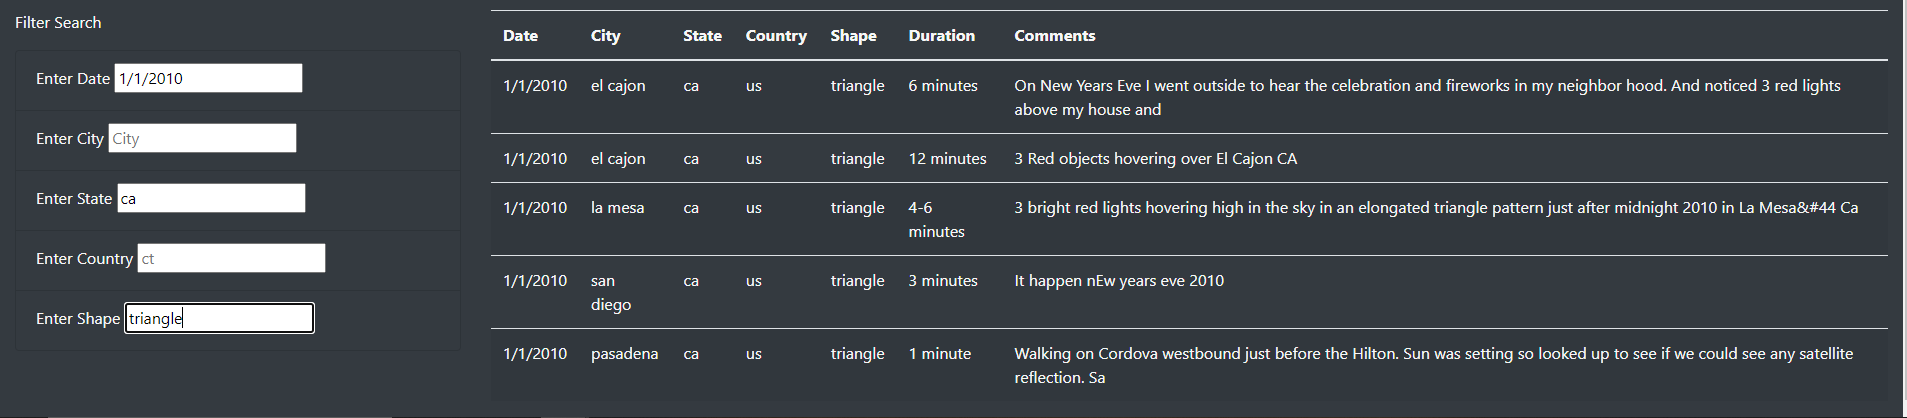 Filter Search
Enter Date 1/1/2010
Enter City City
Enter State ca
Enter Country ct
Enter Shape triangle
Date City State Country Shape Duration Comments
1/1/2010 el cajon ca us triangle 6 minutes On New Years Eve I went outside to hear the celebration and fireworks in my neighbor hood. And noticed 3 red lights
above my house and
1/1/2010 el cajon ca us triangle 12 minutes 3 Red objects hovering over El Cajon CA
1/1/2010 la mesa ca us triangle 4-6 3 bright red lights hovering high in the sky in an elongated triangle pattern just after midnight 2010 in La Mesa&#44 Ca
minutes
1/1/2010 san ca us triangle 3 minutes It happen nEw years eve 2010
diego
1/1/2010 pasadena ca us triangle 1 minute Walking on Cordova westbound just before the Hilton. Sun was setting so looked up to see if we could see any satellite
reflection. Sa